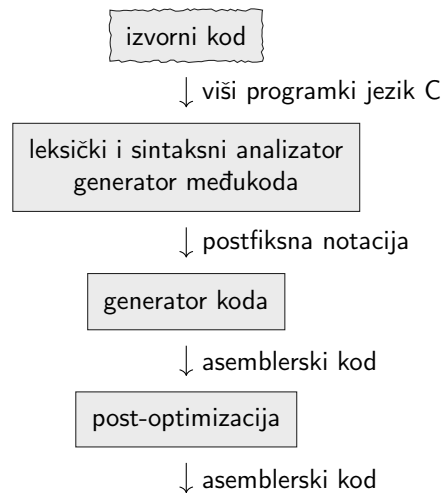 izvorni kod
viši programki jezik C
leksički i sintaksni analizator
generator međukoda
postfiksna notacija
generator koda
asemblerski kod
post-optimizacija
asemblerski kod